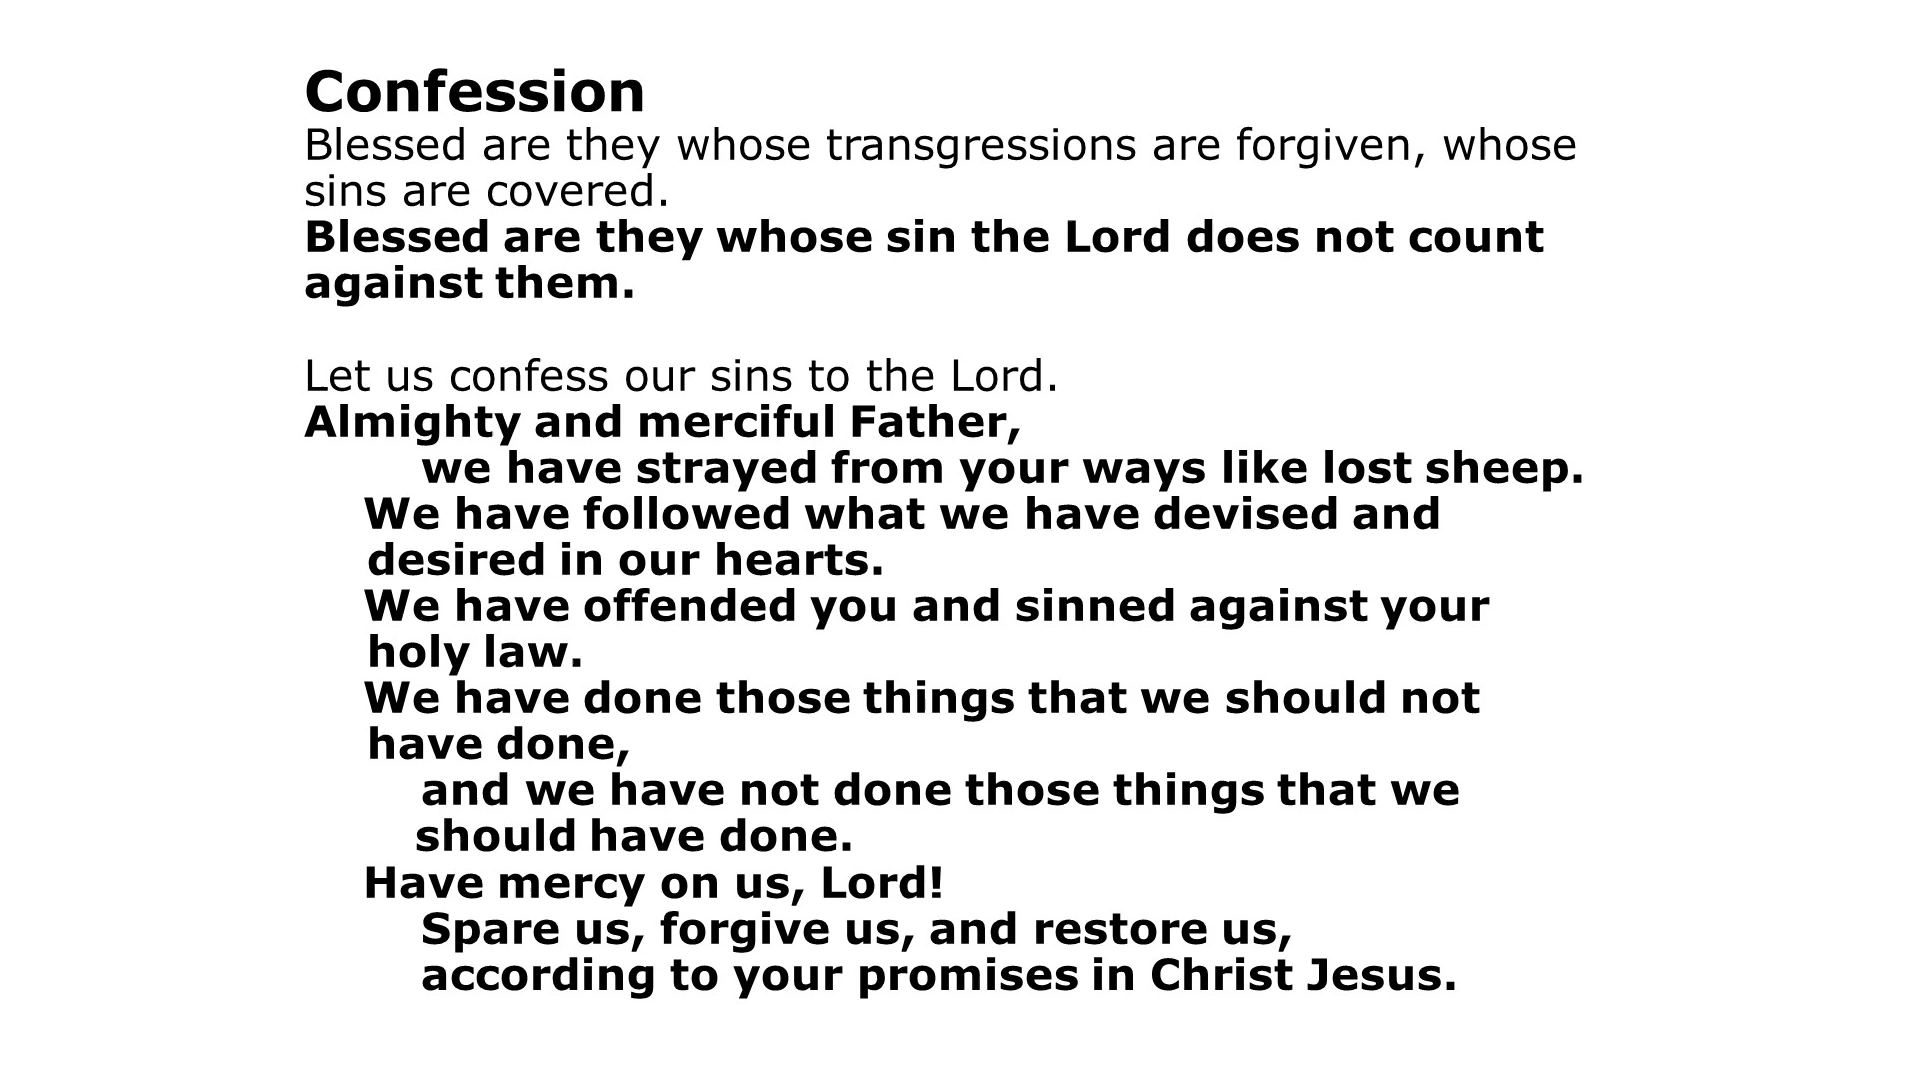 Confession
Blessed are they whose transgressions are forgiven, whose
sins are covered.
Blessed are they whose sin the Lord does not count
against them.
Let us confess our sins to the Lord.
Almighty and merciful Father,
we have strayed from your ways like lost sheep.
We have followed what we have devised and
desired in our hearts.
We have offended you and sinned against your
holy law.
We have done those things that we should not
have done,
and we have not done those things that we
should have done.
Have mercy on us, Lord!
Spare us, forgive us, and restore us,
according to your promises in Christ Jesus.